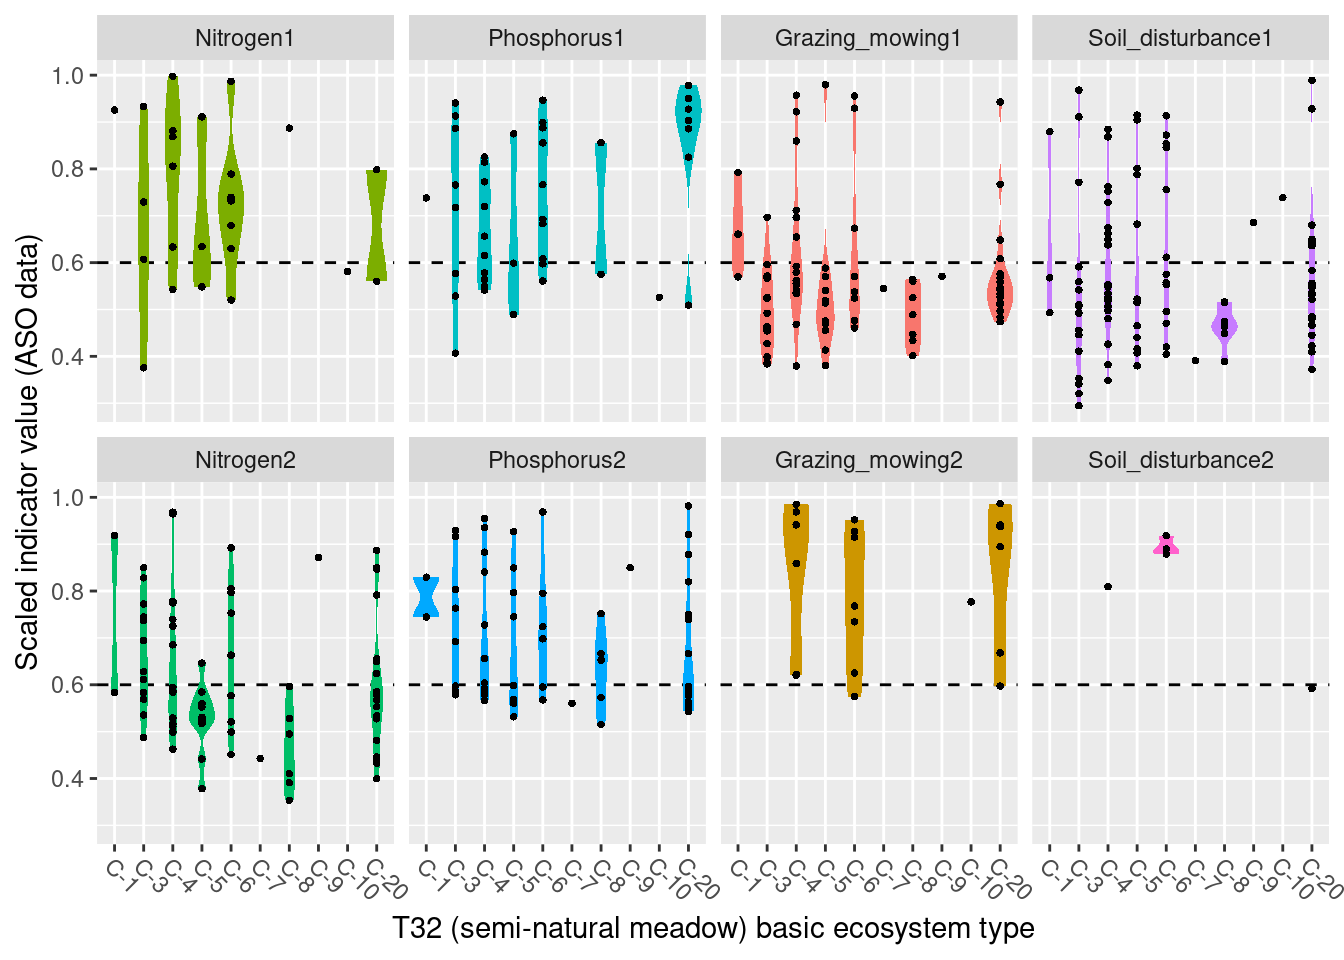 Nitrogen1 Phosphorus1 Grazing_mowing1 Soil_disturbance1
1.0
0.8
0.6
0.4
Nitrogen2 Phosphorus2 Grazing_mowing2 Soil_disturbance2
1.0
0.8
0.6
0.4
Scaled indicator value (ASO data)
C-1 C-3 C-4 C-5 C-6 C-7 C-8 C-9 C-10 C-20 C-1 C-3 C-4 C-5 C-6 C-7 C-8 C-9 C-10 C-20 C-1 C-3 C-4 C-5 C-6 C-7 C-8 C-9 C-10 C-20 C-1 C-3 C-4 C-5 C-6 C-7 C-8 C-9 C-10 C-20
T32 (semi-natural meadow) basic ecosystem type